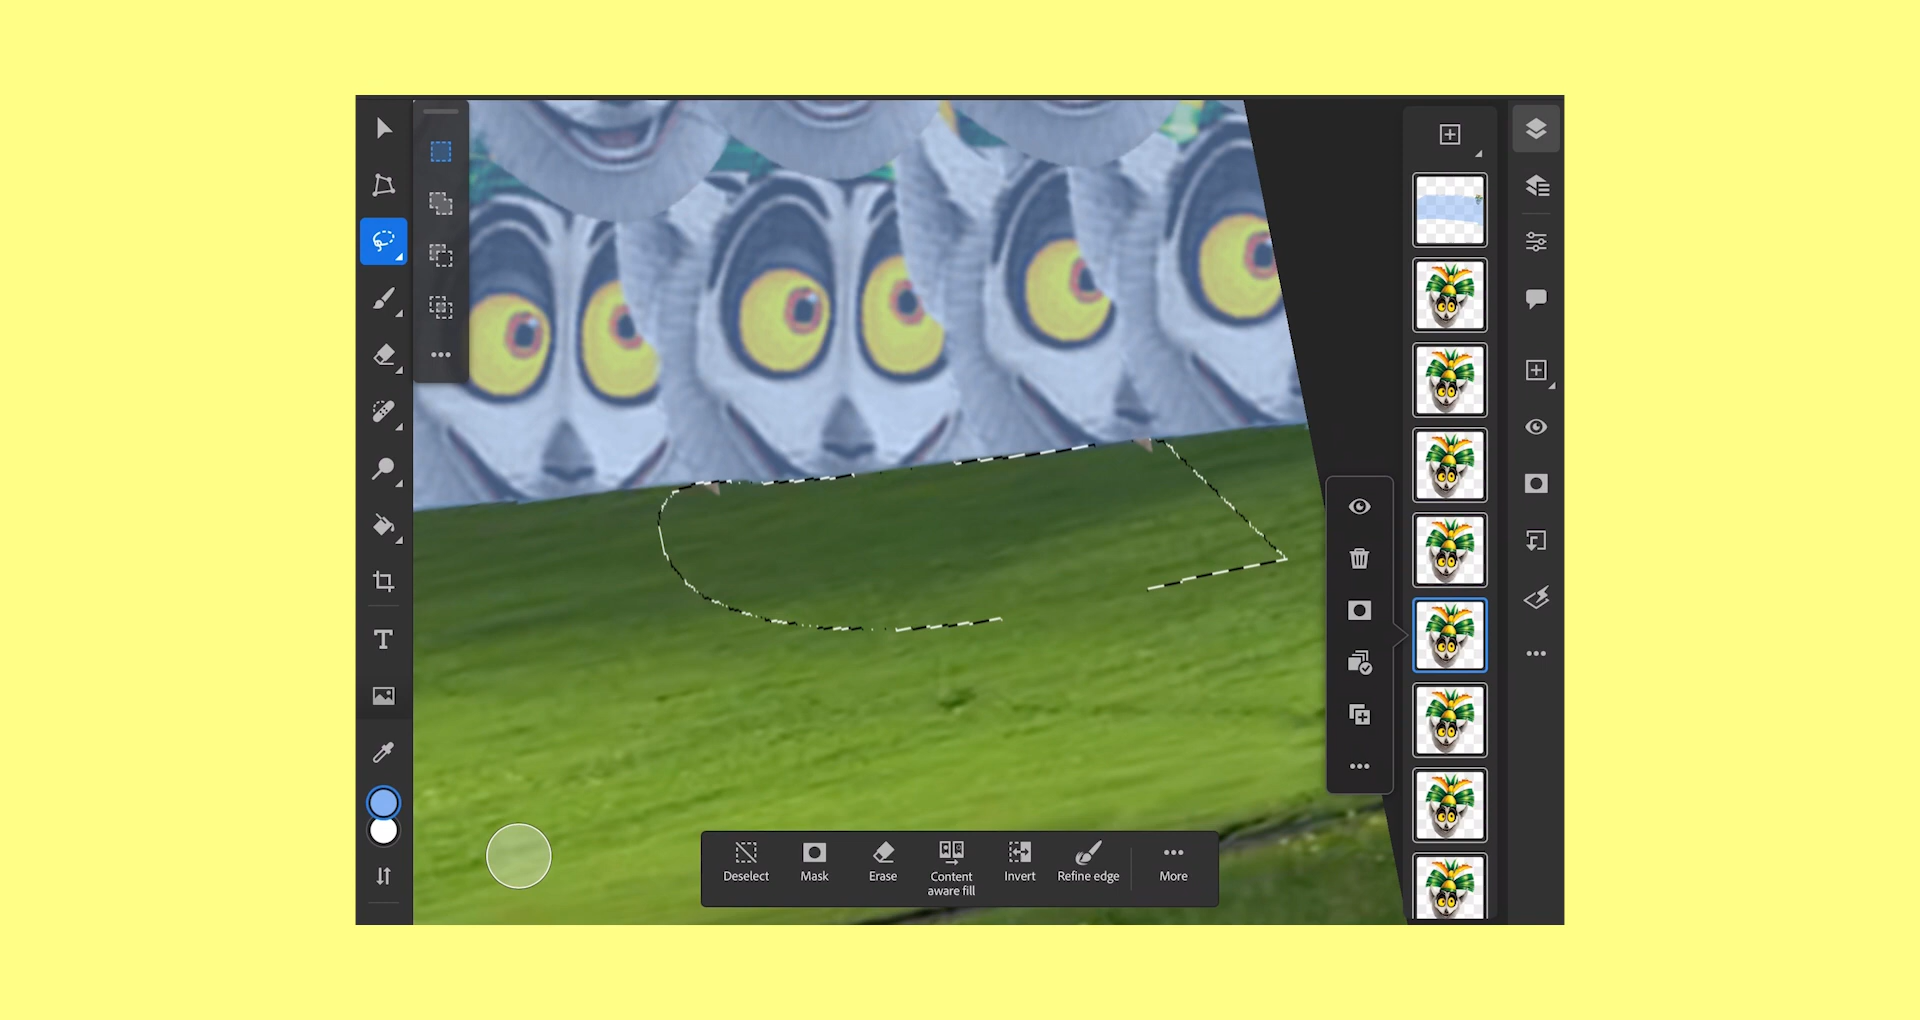 T
Deselect
Mask
Erase
Content
aware fill
Invert
Refine edge
More